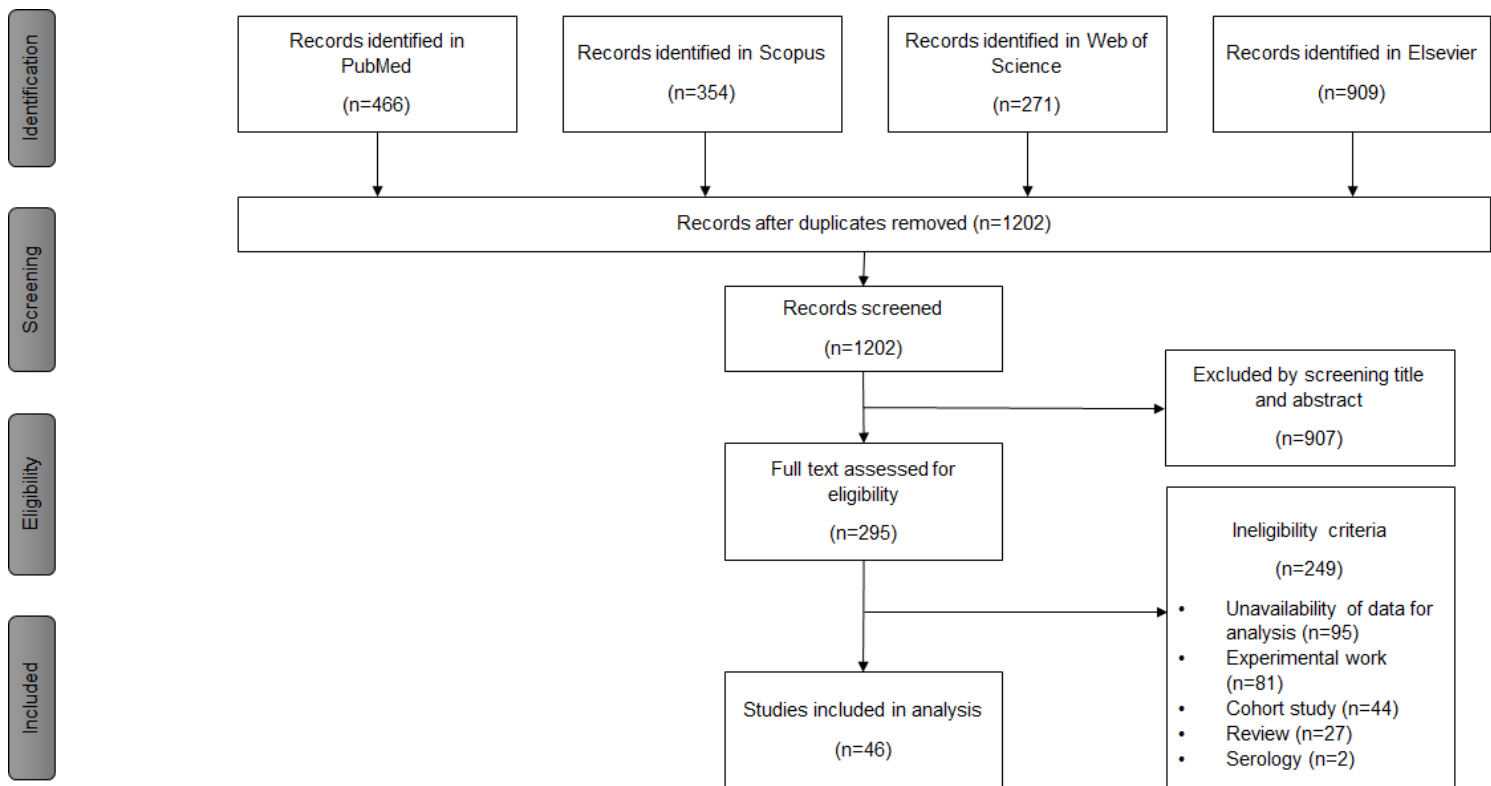 Identification
Records identified in
PubMed
(n=466)
Records identified in Scopus
(n=354)
Records identified in Web of
Science
(n=271)
Records identified in Elsevier
(n=909)
Screening
Records after duplicates removed (n=1202)
Records screened
(n=1202)
Excluded by screening title
and abstract
(n=907)
Eligibility
Full text assessed for
eligibility
(n=295)
Ineligibility criteria
(n=249)
• Unavailability of data for
analysis (n=95)
• Experimental work
(n=81)
• Cohort study (n=44)
• Review (n=27)
• Serology (n=2)
Included
Studies included in analysis
(n=46)